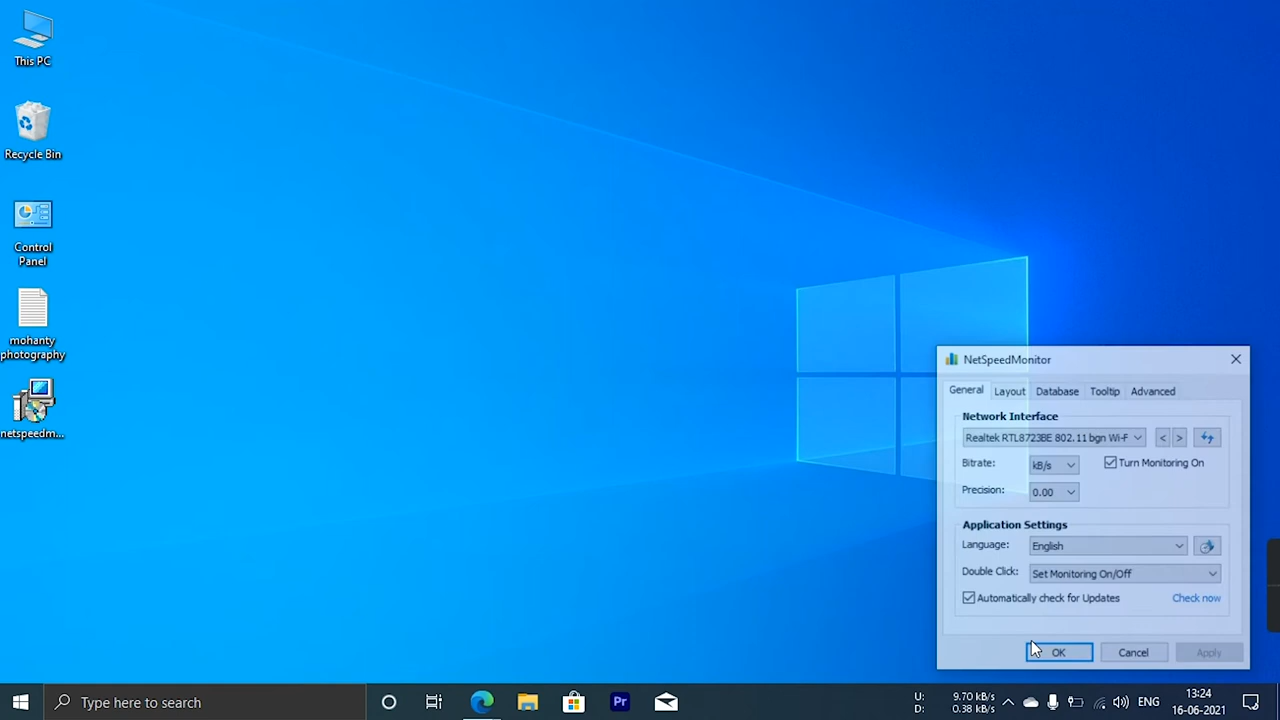 This PC
Recycle Bin
Control
Panel
mohanty
photography
netspeedm...
NetSpeedMonitor
General Layout Database Tooltip Advanced
Network Interface
Realtek RTL8723BE 802.11 bgn Wi-F < >
Bitrate: kB/s Turn Monitoring On
Precision: 0.00
Application Settings
Language: English
Double Click: Set Monitoring On/Off
Automatically check for Updates Check now
OK Cancel Apply
Type here to search
Pr
U: 9.70 kB/s
D: 0.38 kB/s
ENG
13:24
16-06-2021